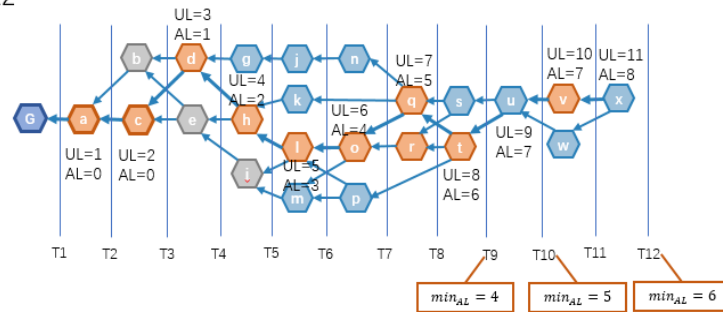 UL=3
AL=1
UL=10
AL=7
UL=11
AL=8
UL=7
AL=5
b
d
g
j
n
UL=4
AL=2
k
q
s
u
v
x
UL=6
AL=4
G
a
c
e
h
l
o
r
t
w
UL=9
AL=7
UL=1
AL=0
UL=2
AL=0
i
UL=5
AL=3
m
p
UL=8
AL=6
T1
T2
T3
T4
T5
T6
T7
T8
T9
T10
T11
T12
min_AL = 4
min_AL = 5
min_AL = 6